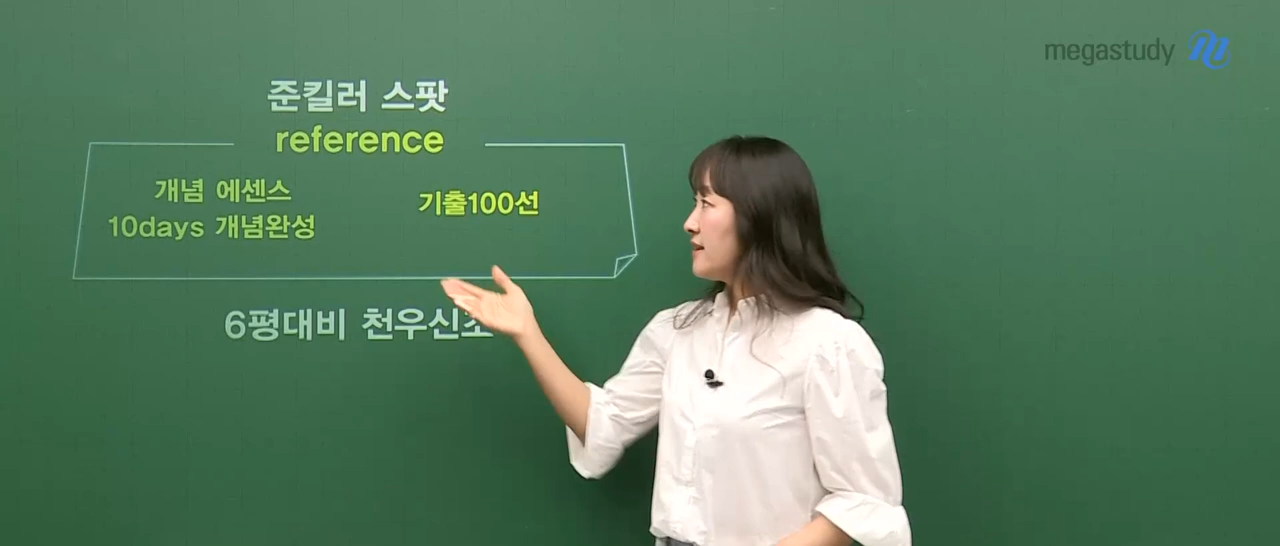 megastudy
준킬러 스팟
reference
개념 에센스
10days 개념완성
기출100선
6평대비 천우신조